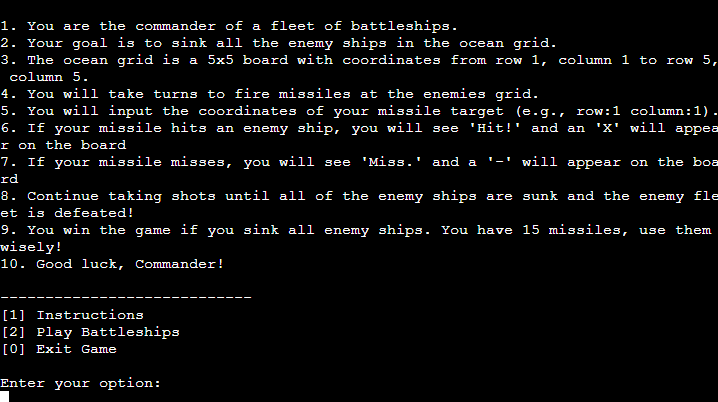 1. You are the commander of a fleet of battleships.
2. Your goal is to sink all the enemy ships in the ocean grid.
3. The ocean grid is a 5x5 board with coordinates from row 1, column 1 to row 5,
 column 5.
4. You will take turns to fire missiles at the enemies grid.
5. You will input the coordinates of your missile target (e.g., row:1 column:1).
6. If your missile hits an enemy ship, you will see 'Hit!' and an 'X' will appea
r on the board
7. If your missile misses, you will see 'Miss.' and a '-' will appear on the boa
rd
8. Continue taking shots until all of the enemy ships are sunk and the enemy fle
et is defeated!
9. You win the game if you sink all enemy ships. You have 15 missiles, use them 
wisely!
10. Good luck, Commander!

----------------------------
[1] Instructions
[2] Play Battleships
[0] Exit Game

Enter your option: